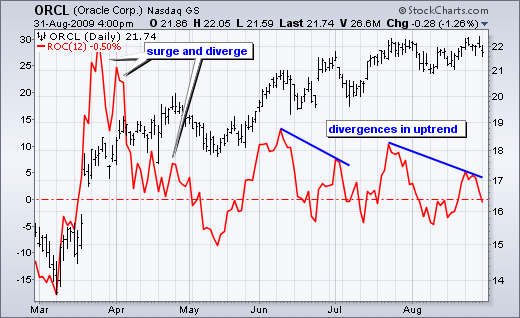 ORCL (Oracle Corp.) Nasdaq GS
© StockCharts.com
31-Aug-2009 4:00pm
O 21.86 H 22.05 L 21.59 Last 21.74 V 26.6M Chg -0.28 (-1.26%)
ORCL (Daily) 21.74
ROC(12) -0.50%
surge and diverge
divergences in uptrend
30
25
20
15
10
5
0
-5
-10
-15
22
21
20
19
18
17
16
15
14
Mar Apr May Jun Jul Aug